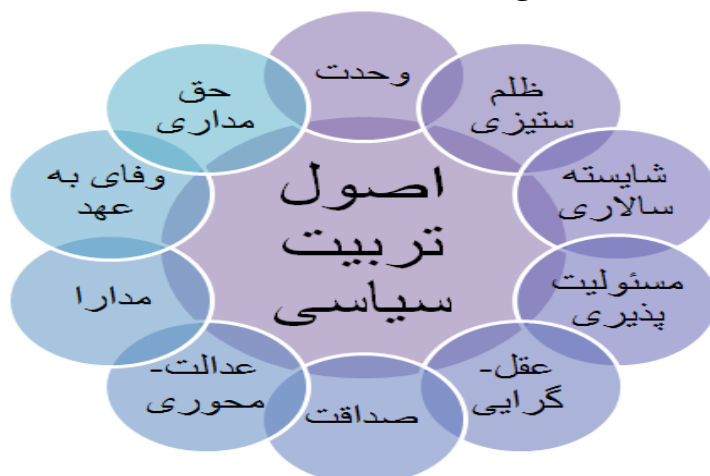 اصول
تربیت
سیاسی
وحدت
ظلم
ستیزی
شایسته
سالاری
مسئولیت
پذیری
عقل-
گرایی
صداقت
عدالت-
محوری
مدارا
وفای به
عهد
حق
مداری